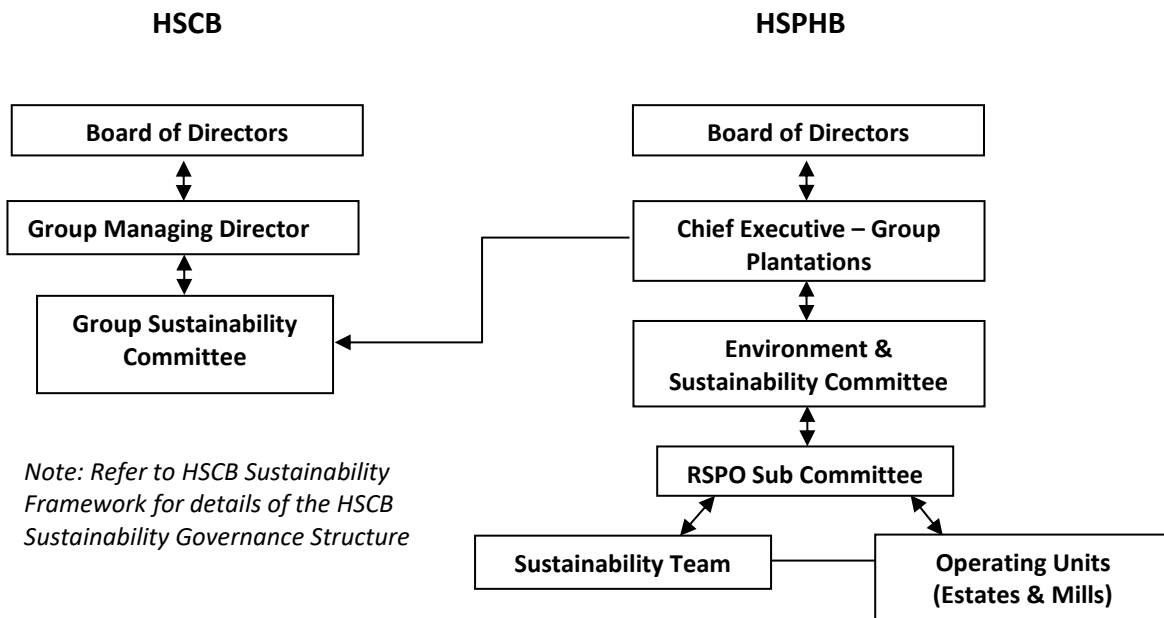 HSCB
HSPHB
Board of Directors
Board of Directors
Group Managing Director
Chief Executive – Group
Plantations
Group Sustainability
Committee
Environment &
Sustainability Committee
Note: Refer to HSCB Sustainability
Framework for details of the HSCB
Sustainability Governance Structure
RSPO Sub Committee
Sustainability Team
Operating Units
(Estates & Mills)